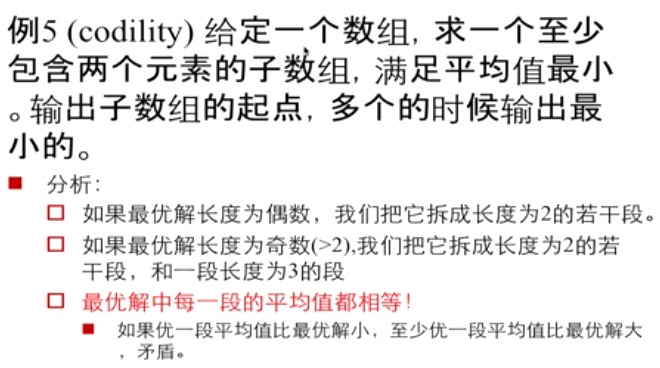 例5 (codility) 给定一个数组, 求一个至少
包含两个元素的子数组, 满足平均值最小
。输出子数组的起点, 多个的时候输出最
小的。
分析:
如果最优解长度为偶数，我们把它拆成长度为2的若干段。
如果最优解长度为奇数(>2),我们把它拆成长度为2的若
干段，和一段长度为3的段
最优解中每一段的平均值都相等!
如果优一段平均值比最优解小，至少优一段平均值比最优解大
，矛盾。